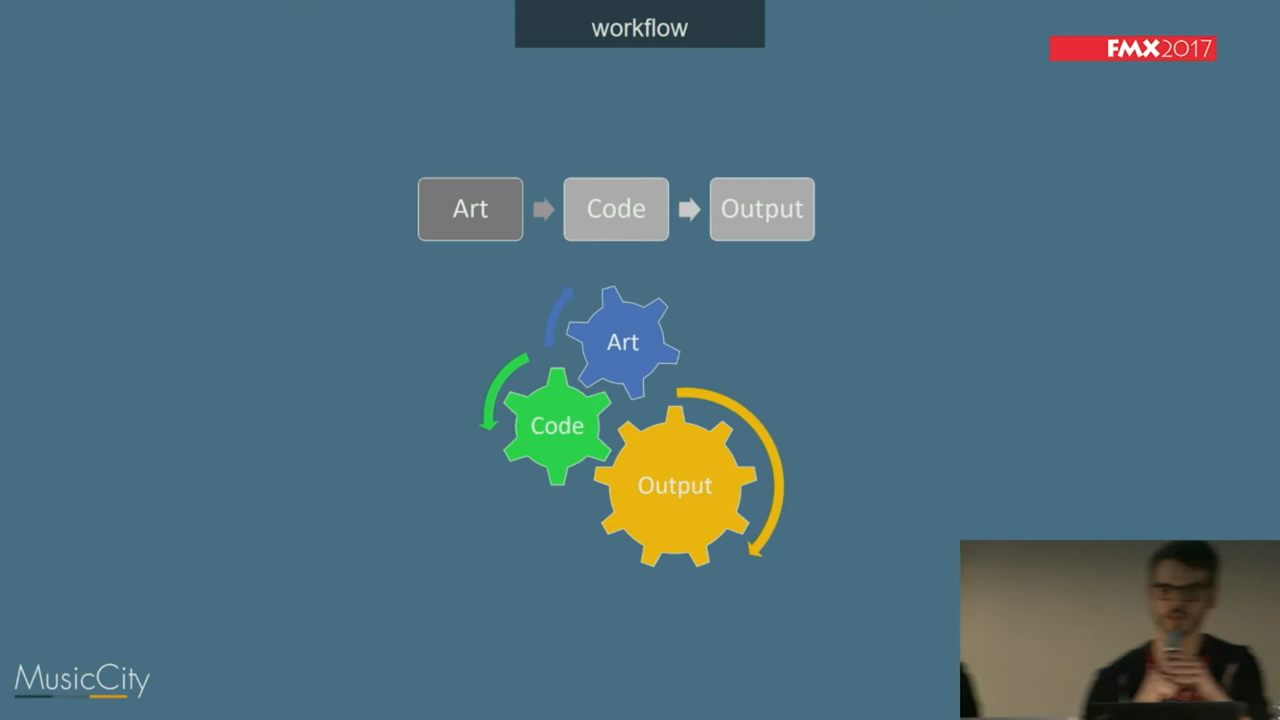 workflow
FMX2017
Art
Code
Output
Art
Code
Output
MusicCity